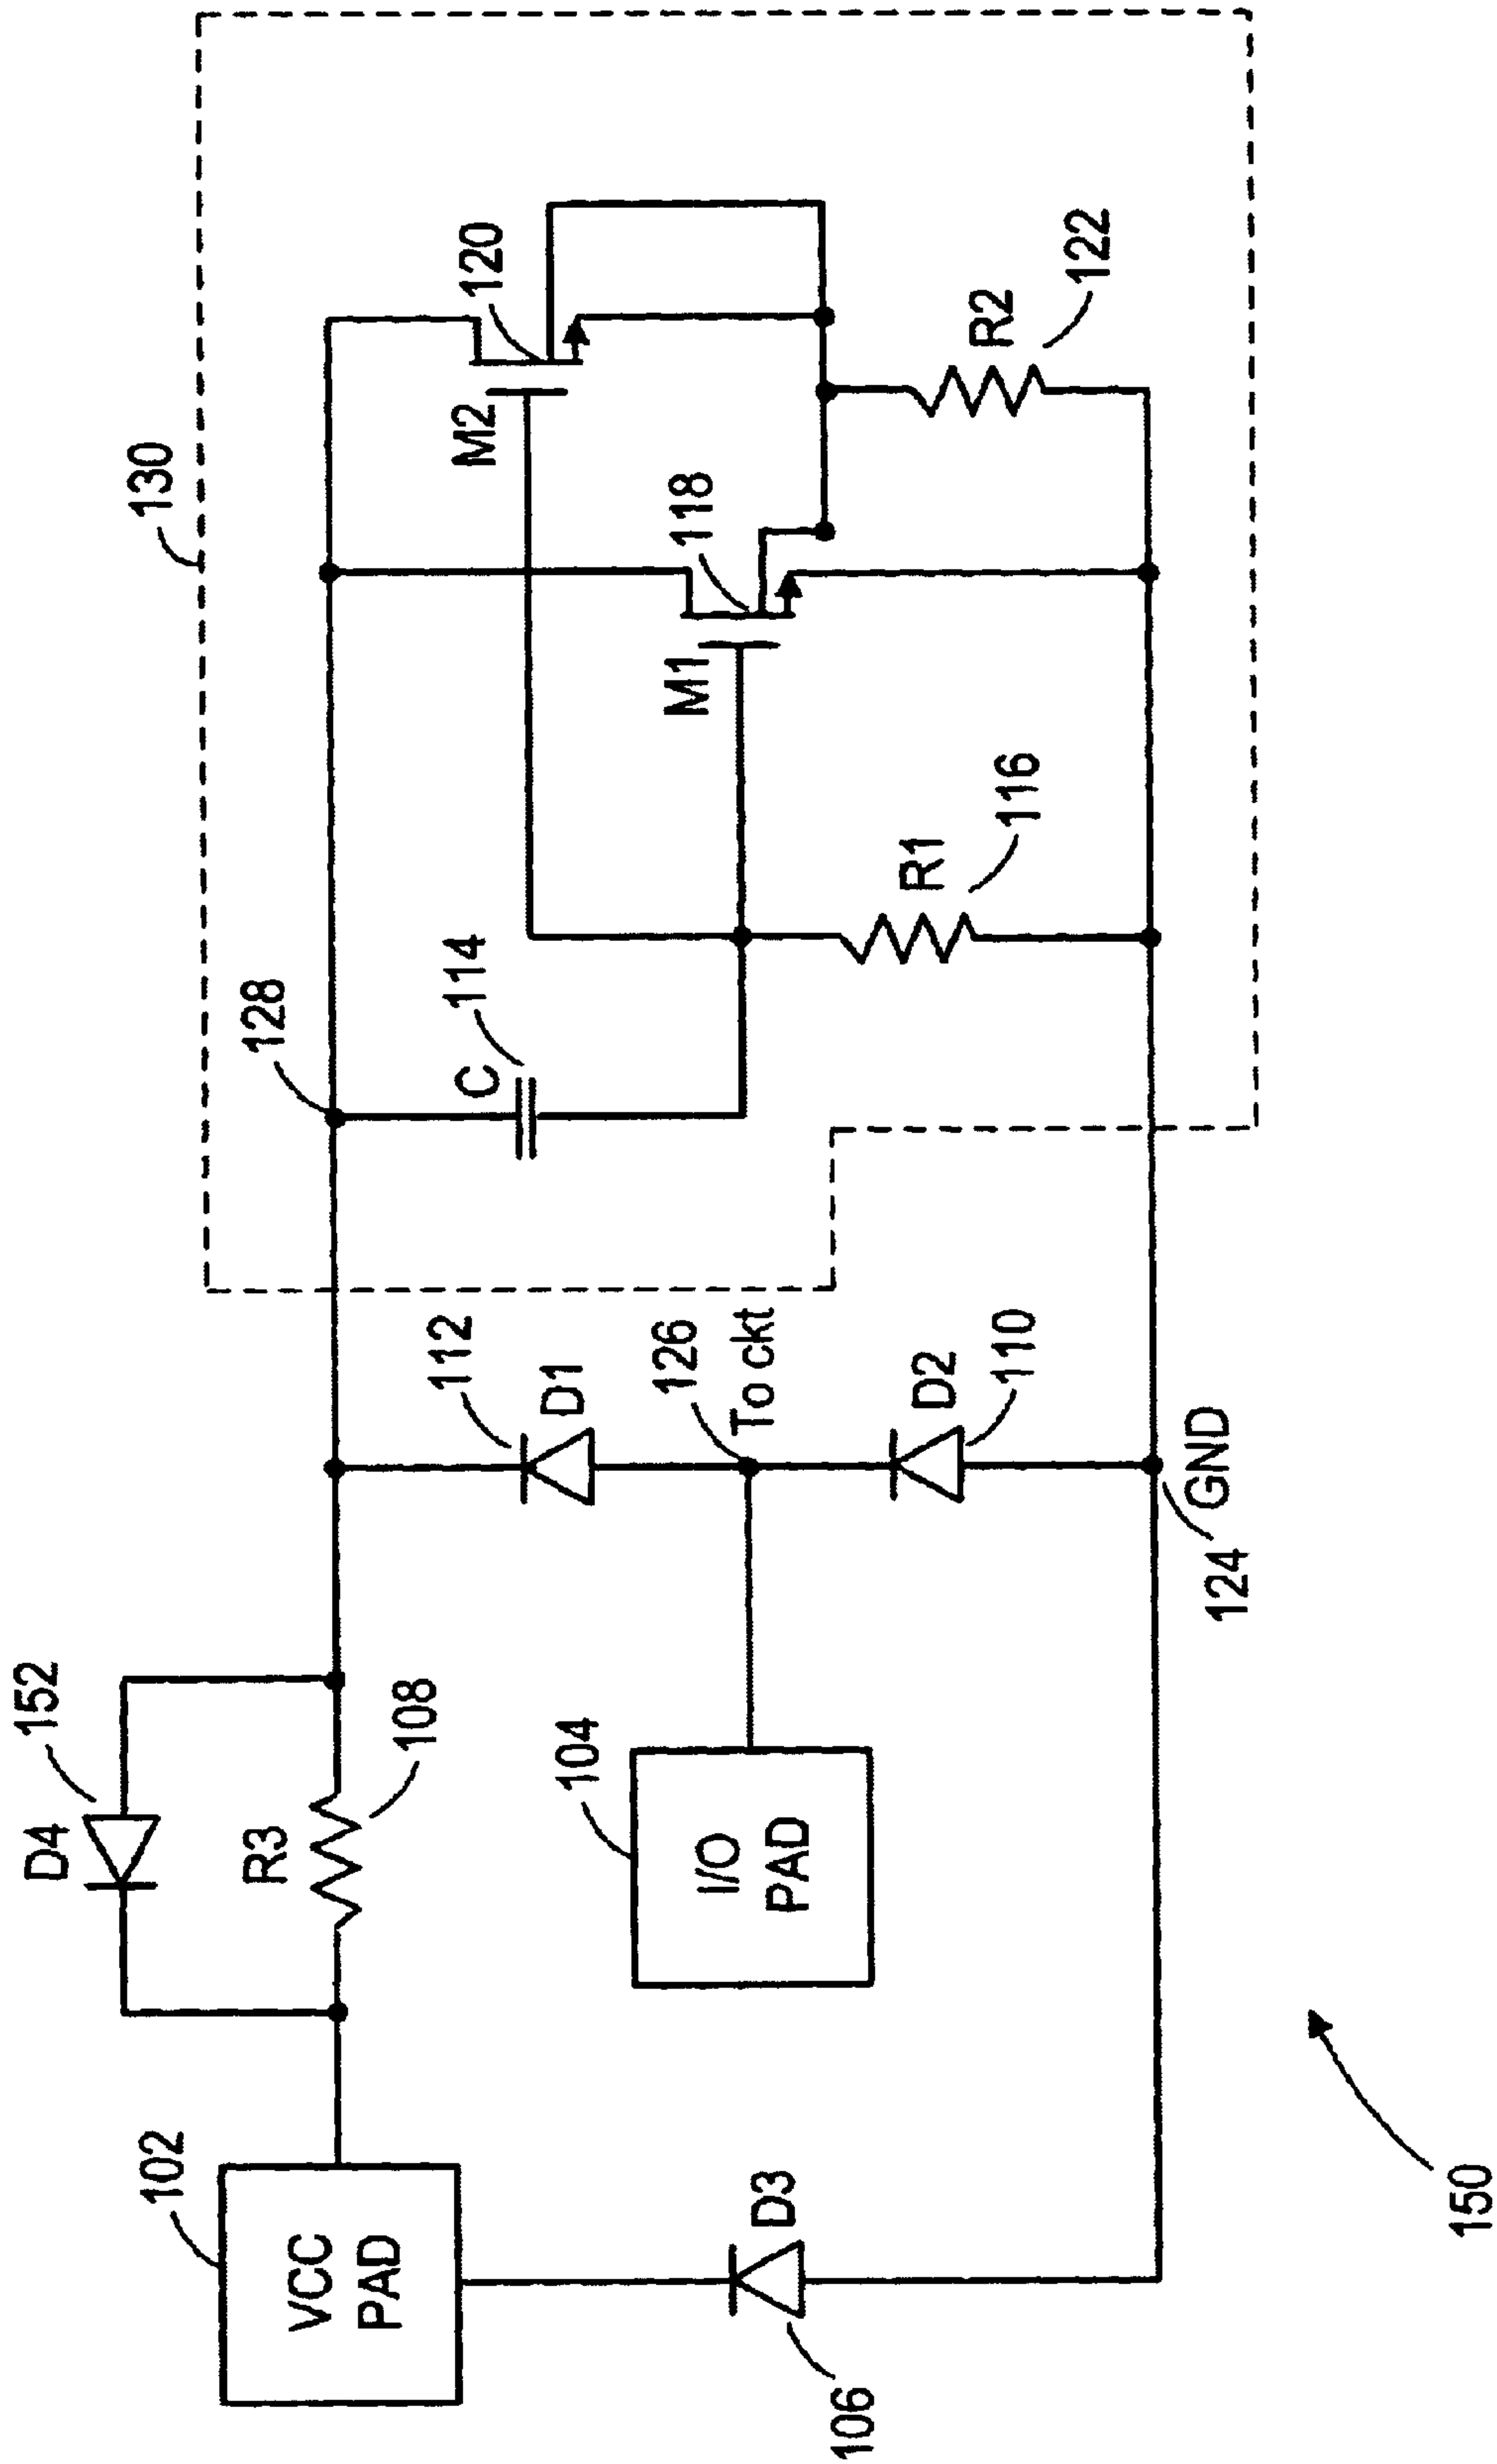 130
128
120
M2
114
C
118
M1
R2
122
R1
116
152
D4
R3
108
112
D1
126
To ckt
D2
110
GND
124
102
VCC
PAD
104
I/O
PAD
D3
106
150